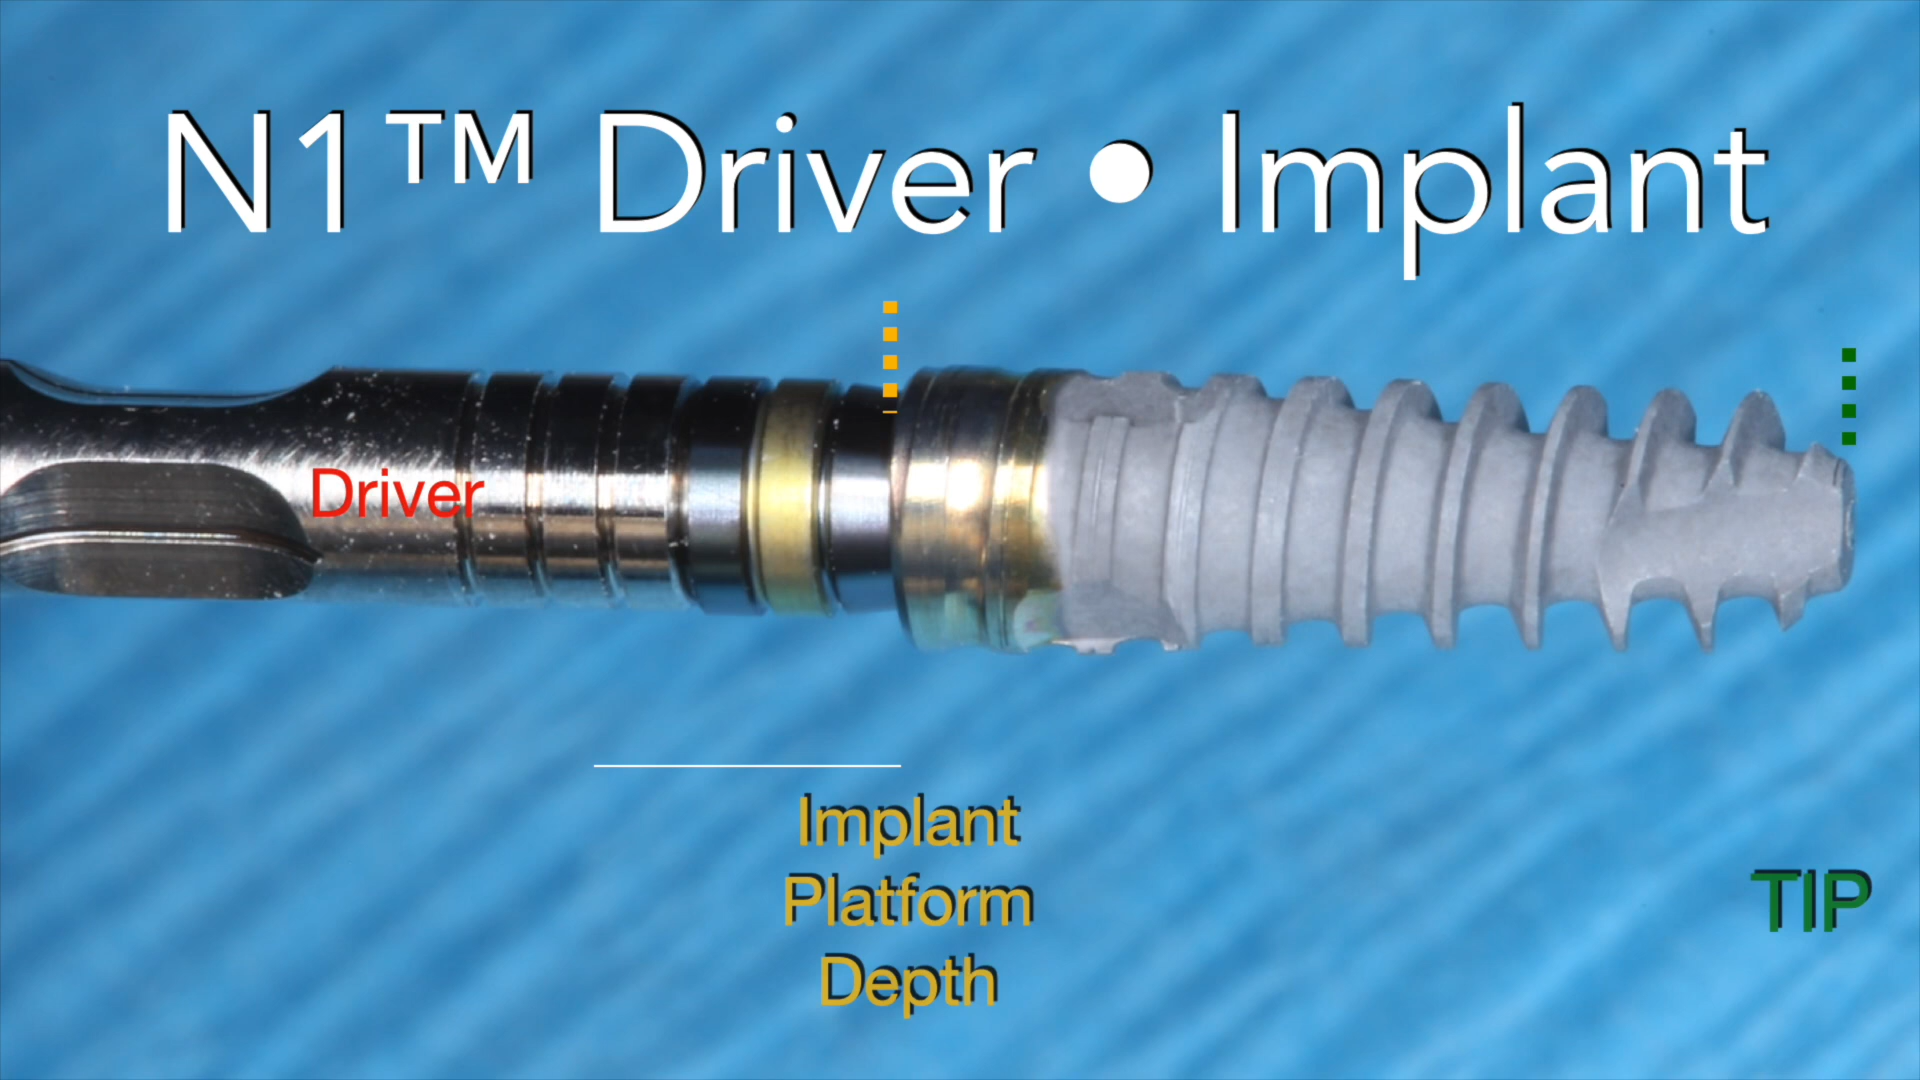 N1™ Driver • Implant
Driver
Implant
Platform
Depth
TIP